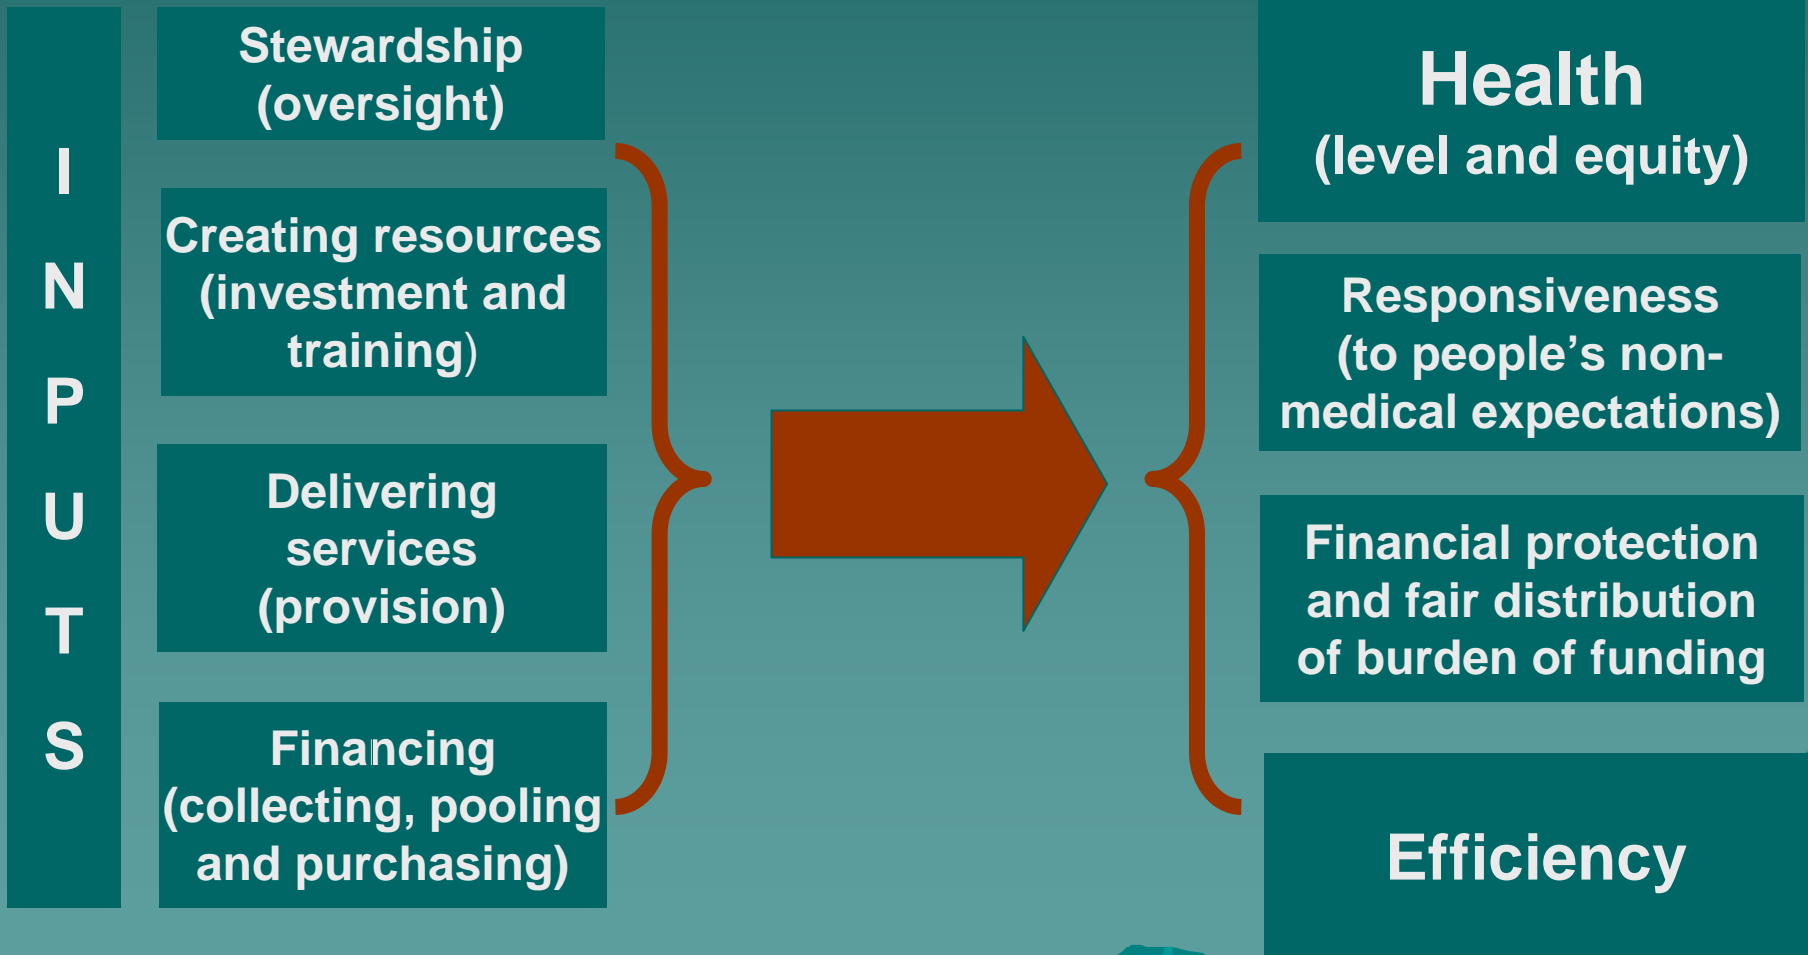 I
N
P
U
T
S
Stewardship
(oversight)
Creating resources
(investment and
training)
Delivering
services
(provision)
Financing
(collecting, pooling
and purchasing)
Health
(level and equity)
Responsiveness
(to people’s non-
medical expectations)
Financial protection
and fair distribution
of burden of funding
Efficiency